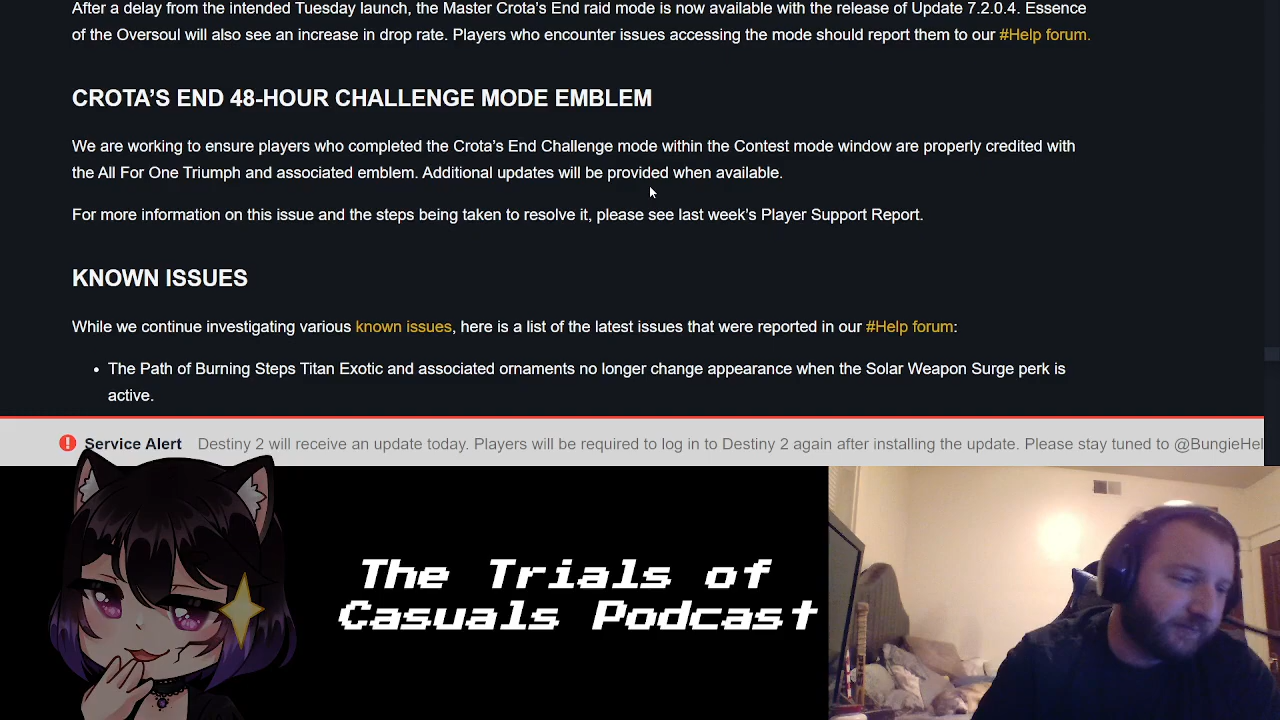 After a delay from the intended Tuesday launch, the Master Crota's End raid mode is now available with the release of Update 7.2.0.4. Essence
of the Oversoul will also see an increase in drop rate. Players who encounter issues accessing the mode should report them to our #Help forum.
CROTA’S END 48-HOUR CHALLENGE MODE EMBLEM
We are working to ensure players who completed the Crota’s End Challenge mode within the Contest mode window are properly credited with
the All For One Triumph and associated emblem. Additional updates will be provided when available.
For more information on this issue and the steps being taken to resolve it, please see last week's Player Support Report.
KNOWN ISSUES
While we continue investigating various known issues, here is a list of the latest issues that were reported in our #Help forum:
• The Path of Burning Steps Titan Exotic and associated ornaments no longer change appearance when the Solar Weapon Surge perk is
active.
Service Alert Destiny 2 will receive an update today. Players will be required to log in to Destiny 2 again after installing the update. Please stay tuned to @BungieHel
The Trials of
Casuals Podcast